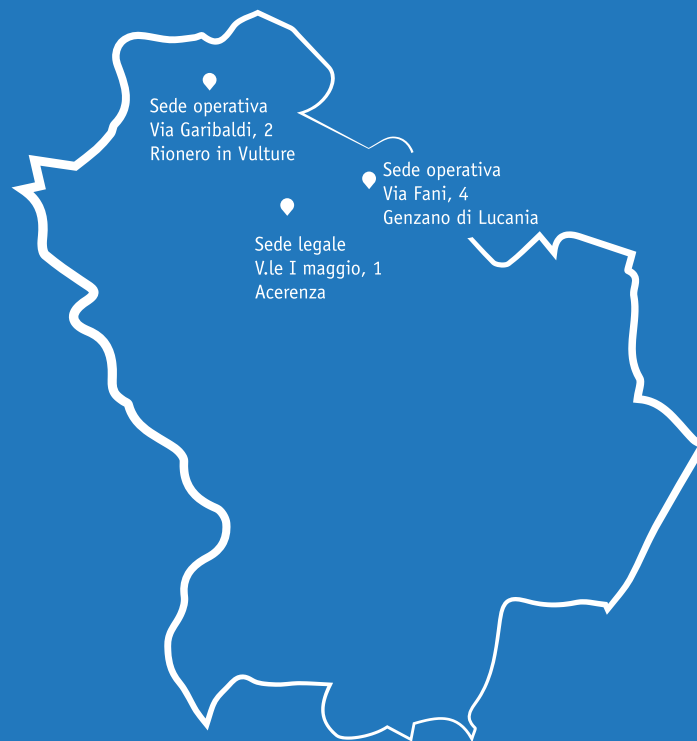 Sede operativa
Via Garibaldi, 2
Rionero in Vulture
Sede operativa
Via Fani, 4
Genzano di Lucania
Sede legale
V.le I maggio, 1
Acerenza